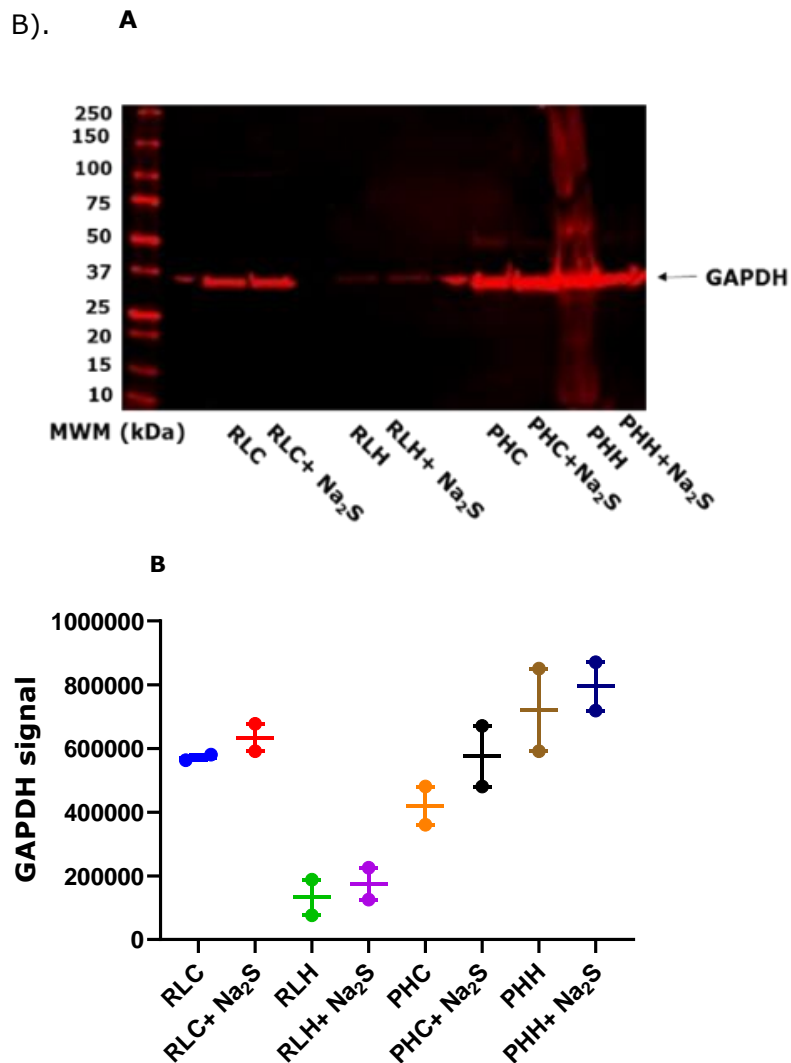 B).
A
250
150
100
75
50
37
25
20
15
10
GAPDH
MWM (kDa)
RLC
RLC+ Na₂S
RLH
RLH+ Na₂S
PHC
PHC+Na₂S
PHH
PHH+Na₂S
B
GAPDH signal
1000000
800000
600000
400000
200000
0
RLC
RLC+ Na₂S
RLH
RLH+ Na₂S
PHC
PHC+ Na₂S
PHH
PHH+ Na₂S